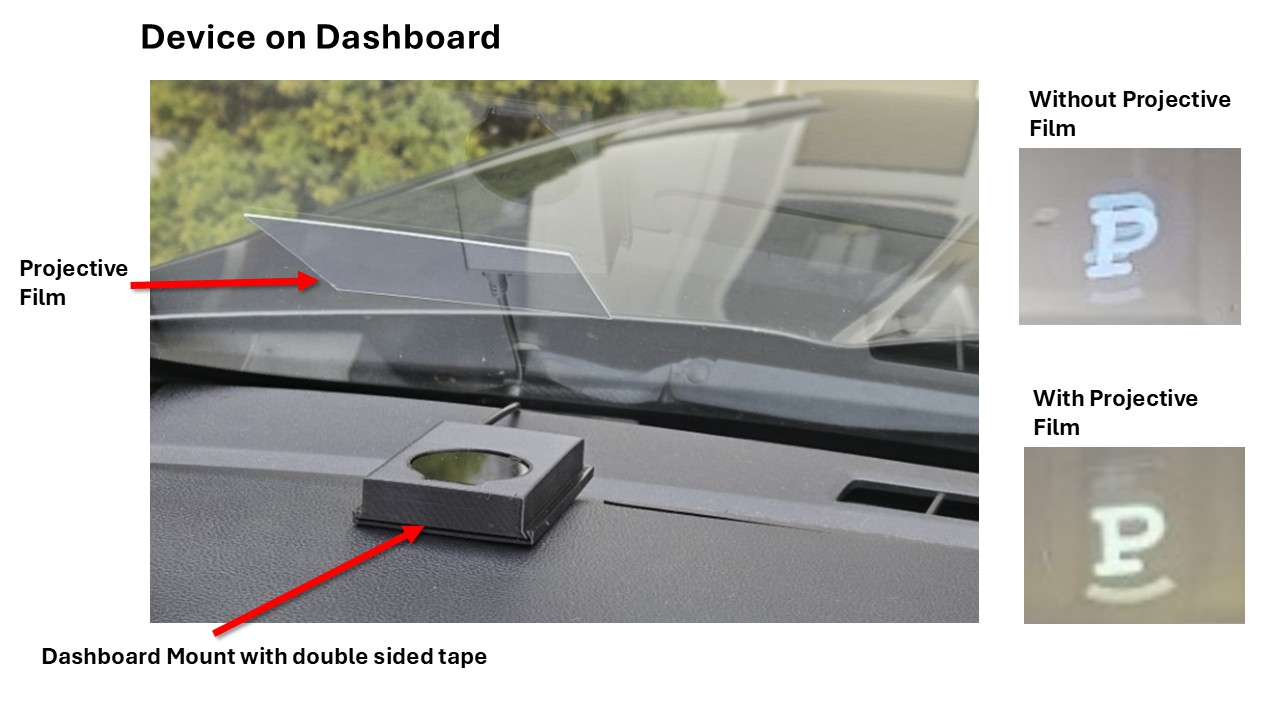 Device on Dashboard
Without Projective
Film
P
Projective
Film
With Projective
Film
P
Dashboard Mount with double sided tape